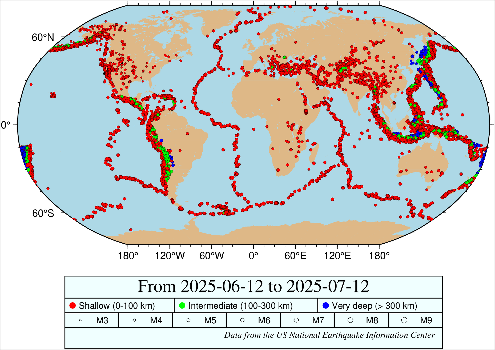 60°N
0°
60°S
180° 120°W 60°W 0° 60°E 120°E 180°
From 2025-06-12 to 2025-07-12
Shallow (0-100 km) Intermediate (100-300 km) Very deep (> 300 km)
M3 M4 M5 M6 M7 M8 M9
Data from the US National Earthquake Information Center